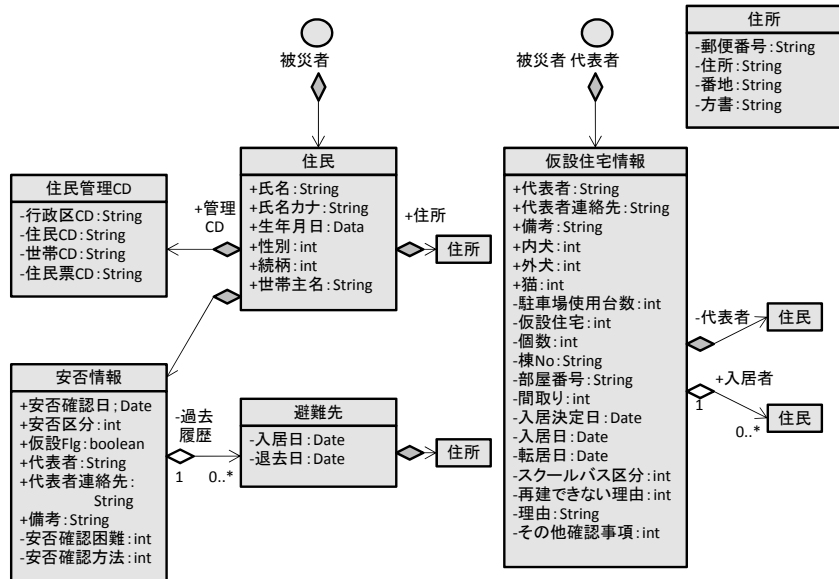 被災者
被災者 代表者
住所
-郵便番号:String
-住所:String
-番地:String
-方書:String
住民
+氏名:String
+氏名カナ:String
+生年月日:Data
+性別:int
+続柄:int
+世帯主名:String
仮設住宅情報
+代表者:String
+代表者連絡先:String
+備考:String
+内犬:int
+外犬:int
+猫:int
-駐車場使用台数:int
-仮設住宅:int
-個数:int
-棟No:String
-部屋番号:String
-間取り:int
-入居決定日:Date
-入居日:Date
-転居日:Date
-スクールバス区分:int
-再建できない理由:int
-理由:String
-その他確認事項:int
住民管理CD
-行政区CD:String
-住民CD:String
-世帯CD:String
-住民票CD:String
+管理
CD
+住所
住所
-代表者
住民
+入居者
1
0..*
住民
安否情報
+安否確認日;Date
+安否区分:int
+仮設Flg:boolean
+代表者:String
+代表者連絡先:
String
+備考:String
-安否確認困難:int
-安否確認方法:int
-過去
履歴
1
0..*
避難先
-入居日:Date
-退去日:Date
住所